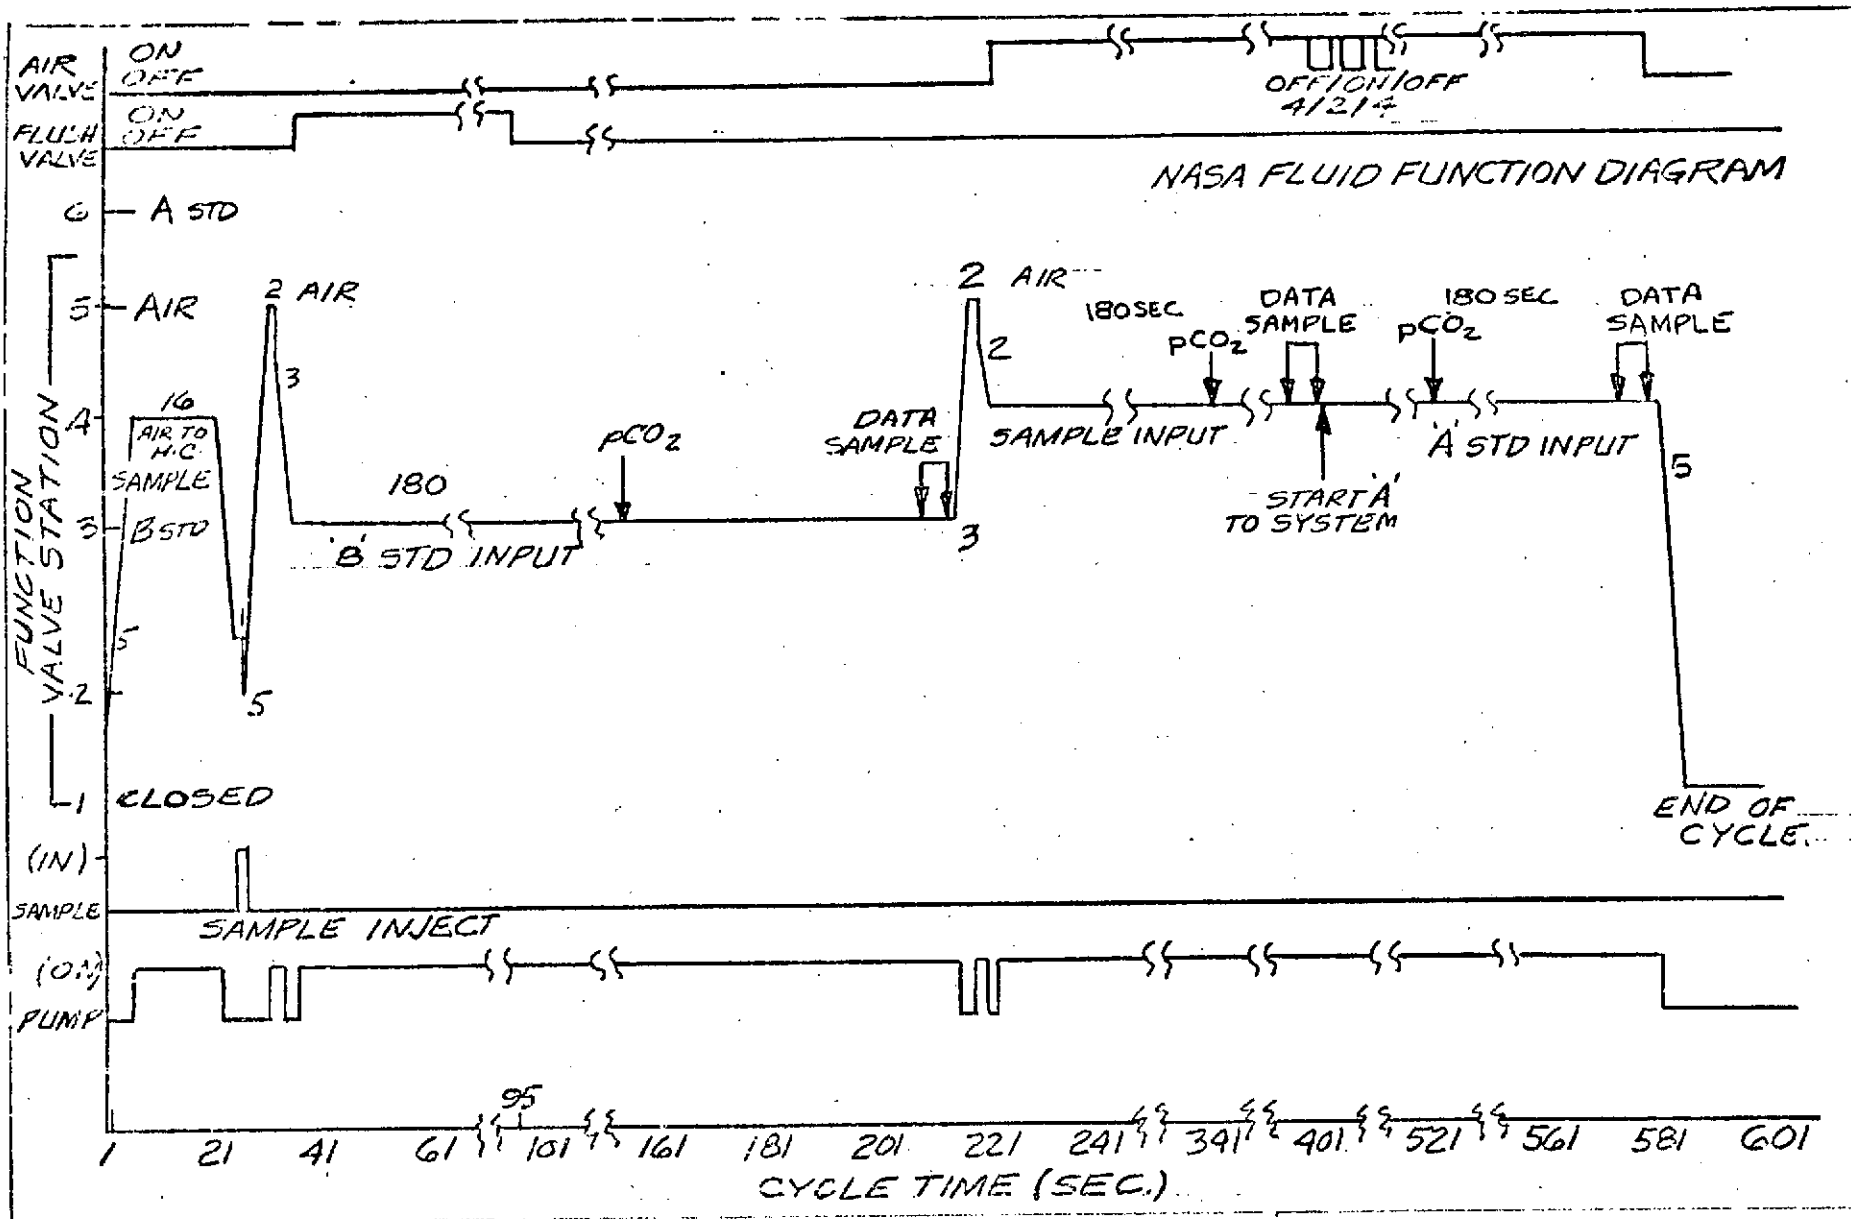 AIR VALVE
ON
OFF
OFF/ON/OFF
4/2/4
FLUSH VALVE
ON
OFF
NASA FLUID FUNCTION DIAGRAM
FUNCTION
VALVE STATION
6 A STD
5 AIR
4
3 B STD
2
1 CLOSED
16
AIR TO
H.C.
SAMPLE
5
5
2 AIR
3
180
'B' STD INPUT
pCO2
DATA
SAMPLE
3
2 AIR
2
180 SEC
pCO2
SAMPLE INPUT
DATA
SAMPLE
START 'A'
TO SYSTEM
180 SEC
pCO2
'A' STD INPUT
DATA
SAMPLE
5
END OF
CYCLE.
(IN)
SAMPLE
SAMPLE INJECT
(ON)
PUMP
95
1 21 41 61 101 161 181 201 221 241 341 401 521 561 581 601
CYCLE TIME (SEC.)